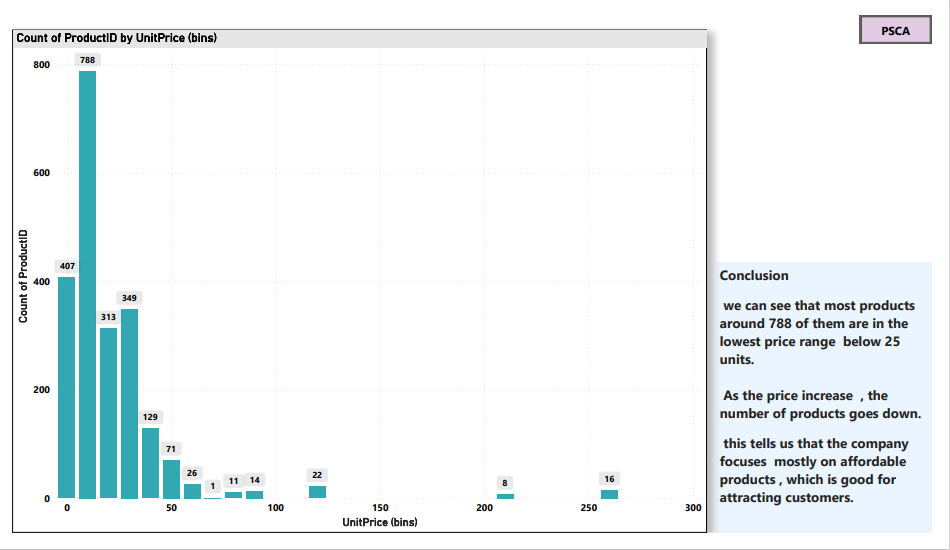 PSCA
Count of ProductID by UnitPrice (bins)
800
600
400
200
0
Count of ProductID
407
788
313
349
129
71
26
1
11
14
22
8
16
0
50
100
150
200
250
300
UnitPrice (bins)
Conclusion
we can see that most products
around 788 of them are in the
lowest price range below 25
units.
As the price increase , the
number of products goes down.
this tells us that the company
focuses mostly on affordable
products , which is good for
attracting customers.